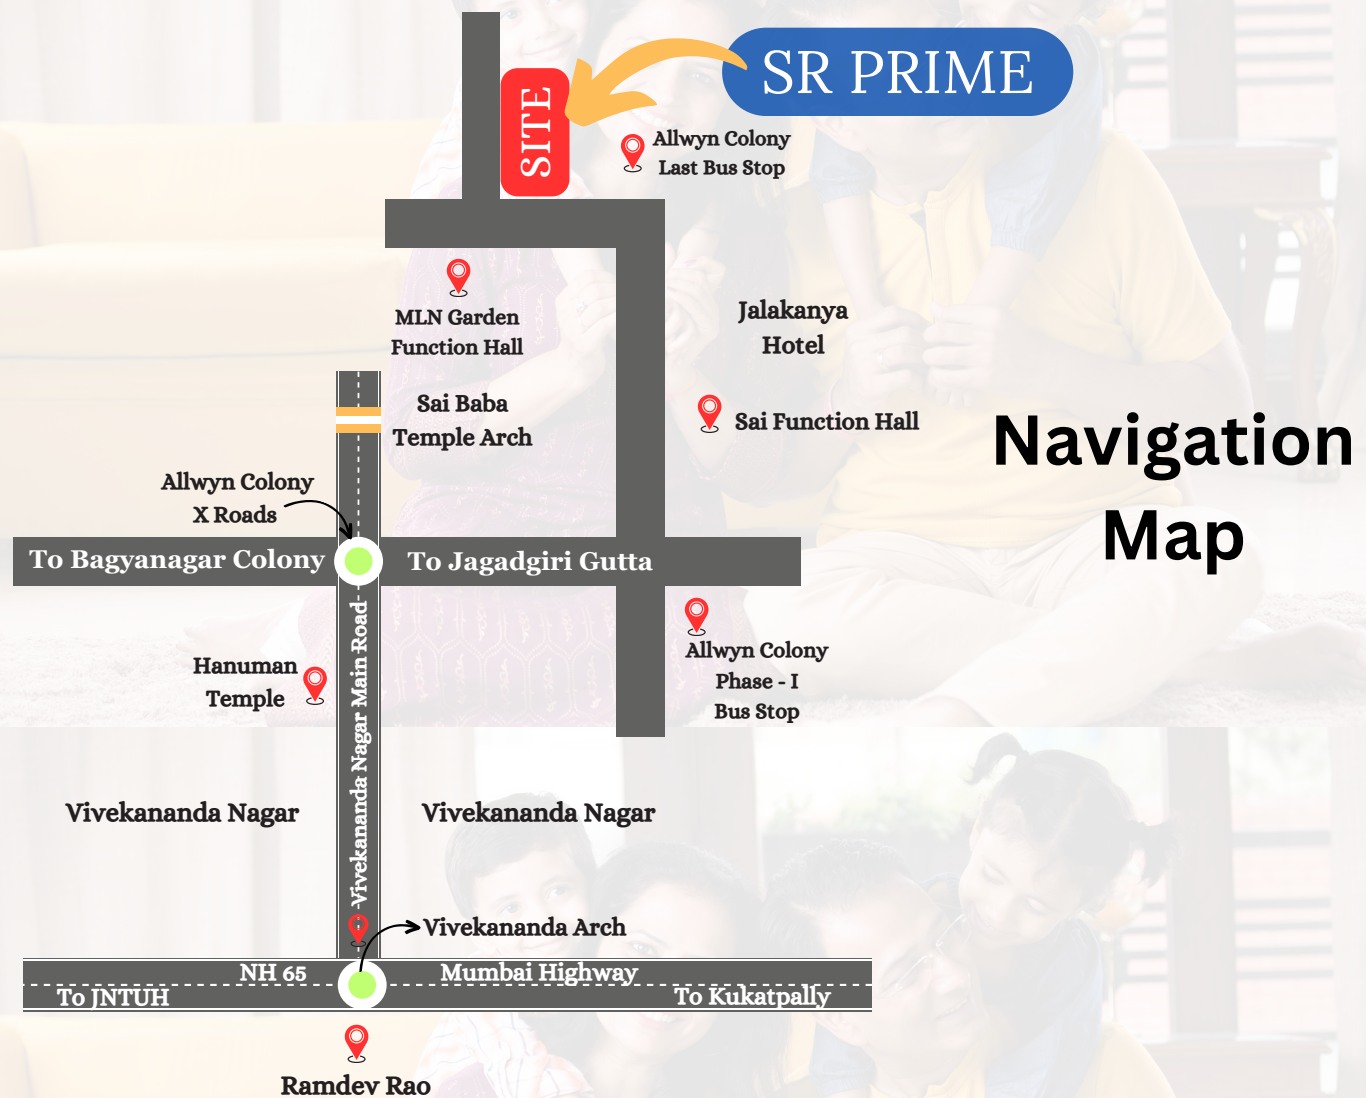 SR PRIME
SITE
Allwyn Colony
Last Bus Stop
MLN Garden
Function Hall
Jalakanya
Hotel
Sai Baba
Temple Arch
Sai Function Hall
Navigation
Map
Allwyn Colony
X Roads
To Bagyanagar Colony
To Jagadgiri Gutta
Vivekananda Nagar Main Road
Hanuman
Temple
Allwyn Colony
Phase - I
Bus Stop
Vivekananda Nagar
Vivekananda Nagar
Vivekananda Arch
NH 65
Mumbai Highway
To JNTUH
To Kukatpally
Ramdev Rao